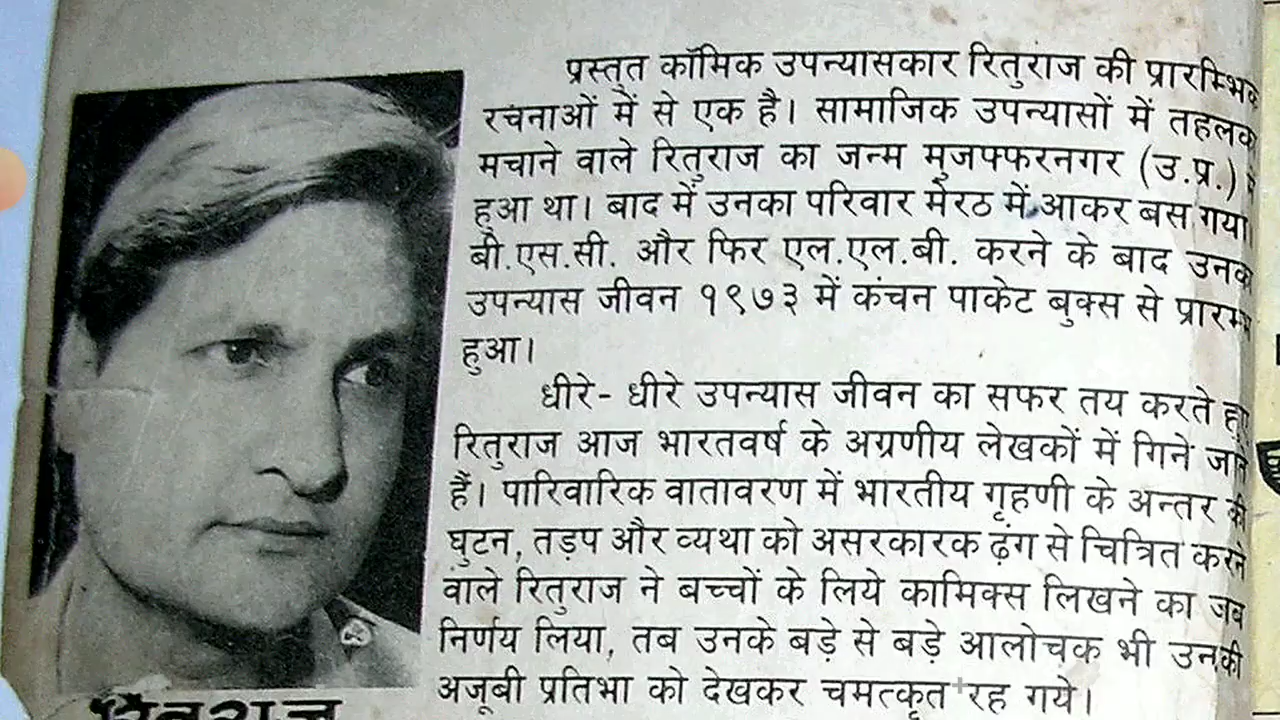 प्रस्तुत कॉमिक उपन्यासकार रितुराज की प्रारम्भिक
रचनाओं में से एक है। सामाजिक उपन्यासों में तहलका
मचाने वाले रितुराज का जन्म मुजफ्फरनगर (उ.प्र.) में
हुआ था। बाद में उनका परिवार मेरठ में आकर बस गया
बी.एस.सी. और फिर एल.एल.बी. करने के बाद उनका
उपन्यास जीवन १९७३ में कंचन पाकेट बुक्स से प्रारम्भ
हुआ।
धीरे- धीरे उपन्यास जीवन का सफर तय करते हुए
रितुराज आज भारतवर्ष के अग्रणीय लेखकों में गिने जाते
हैं। पारिवारिक वातावरण में भारतीय गृहणी के अन्तर की
घुटन, तड़प और व्यथा को असरकारक ढ़ंग से चित्रित करने
वाले रितुराज ने बच्चों के लिये कामिक्स लिखने का जब
निर्णय लिया, तब उनके बड़े से बड़े आलोचक भी उनकी
अजूबी प्रतिभा को देखकर चमत्कृत रह गये।